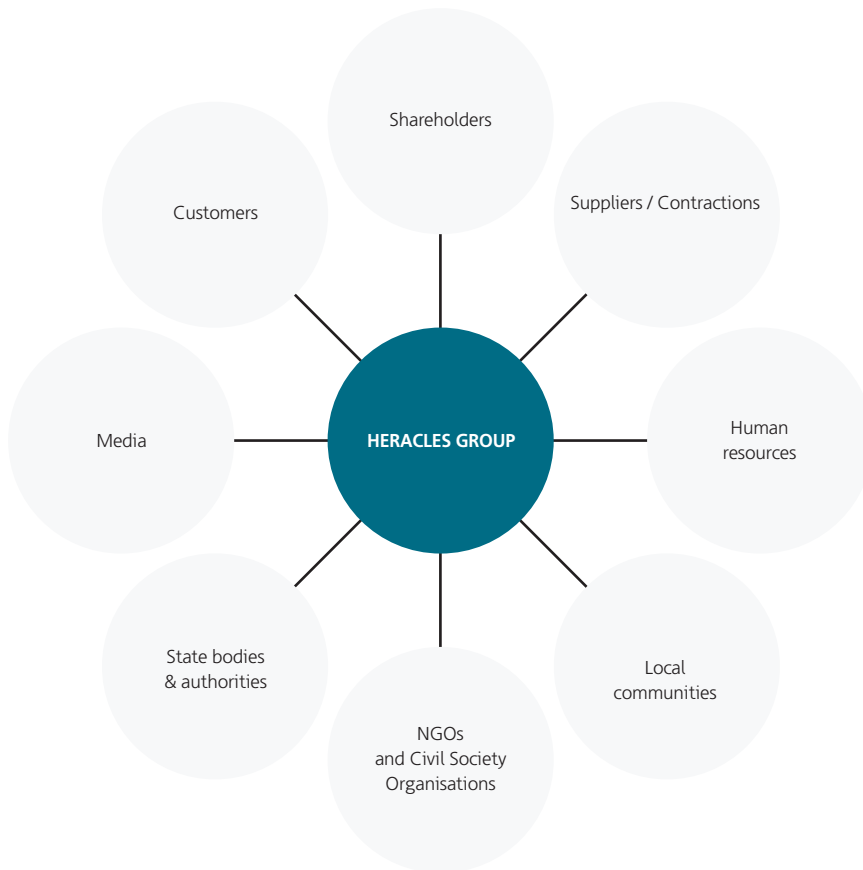 Shareholders
Customers
Suppliers / Contractions
Media
HERACLES GROUP
Human
resources
State bodies
& authorities
Local
communities
NGOs
and Civil Society
Organisations